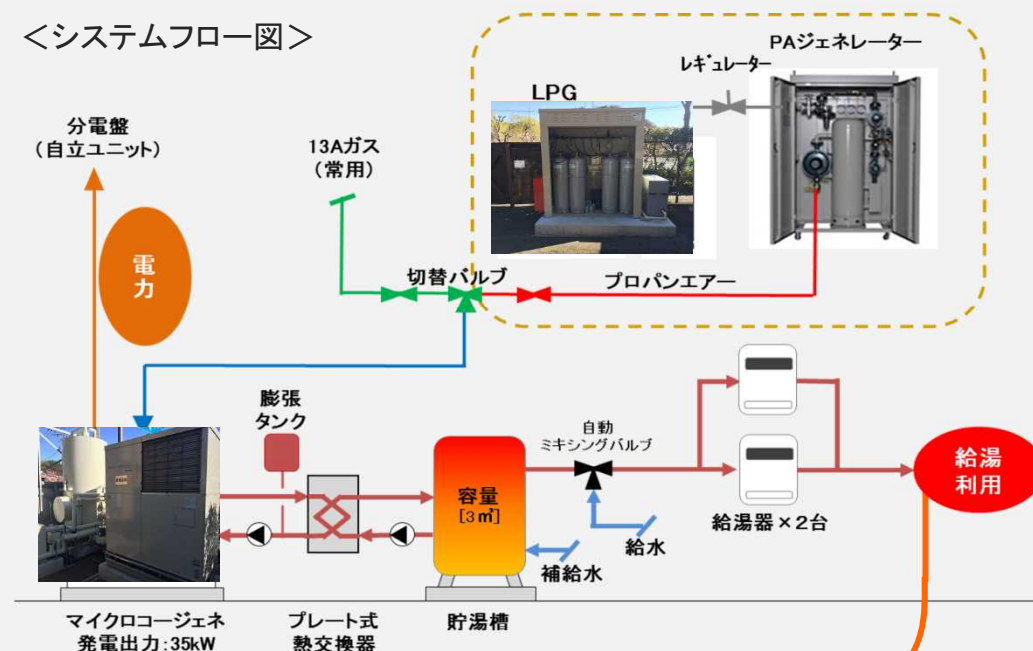 ＜システムフロー図＞
PAジェネレーター
レギュレーター
LPG
分電盤
（自立ユニット）
13Aガス
（常用）
電
力
切替バルブ
プロパンエアー
膨張
タンク
自動
ミキシングバルブ
容量
[3㎥]
給湯
利用
給湯器×2台
給水
補給水
マイクロコージェネ
発電出力：35kW
プレート式
熱交換器
貯湯槽